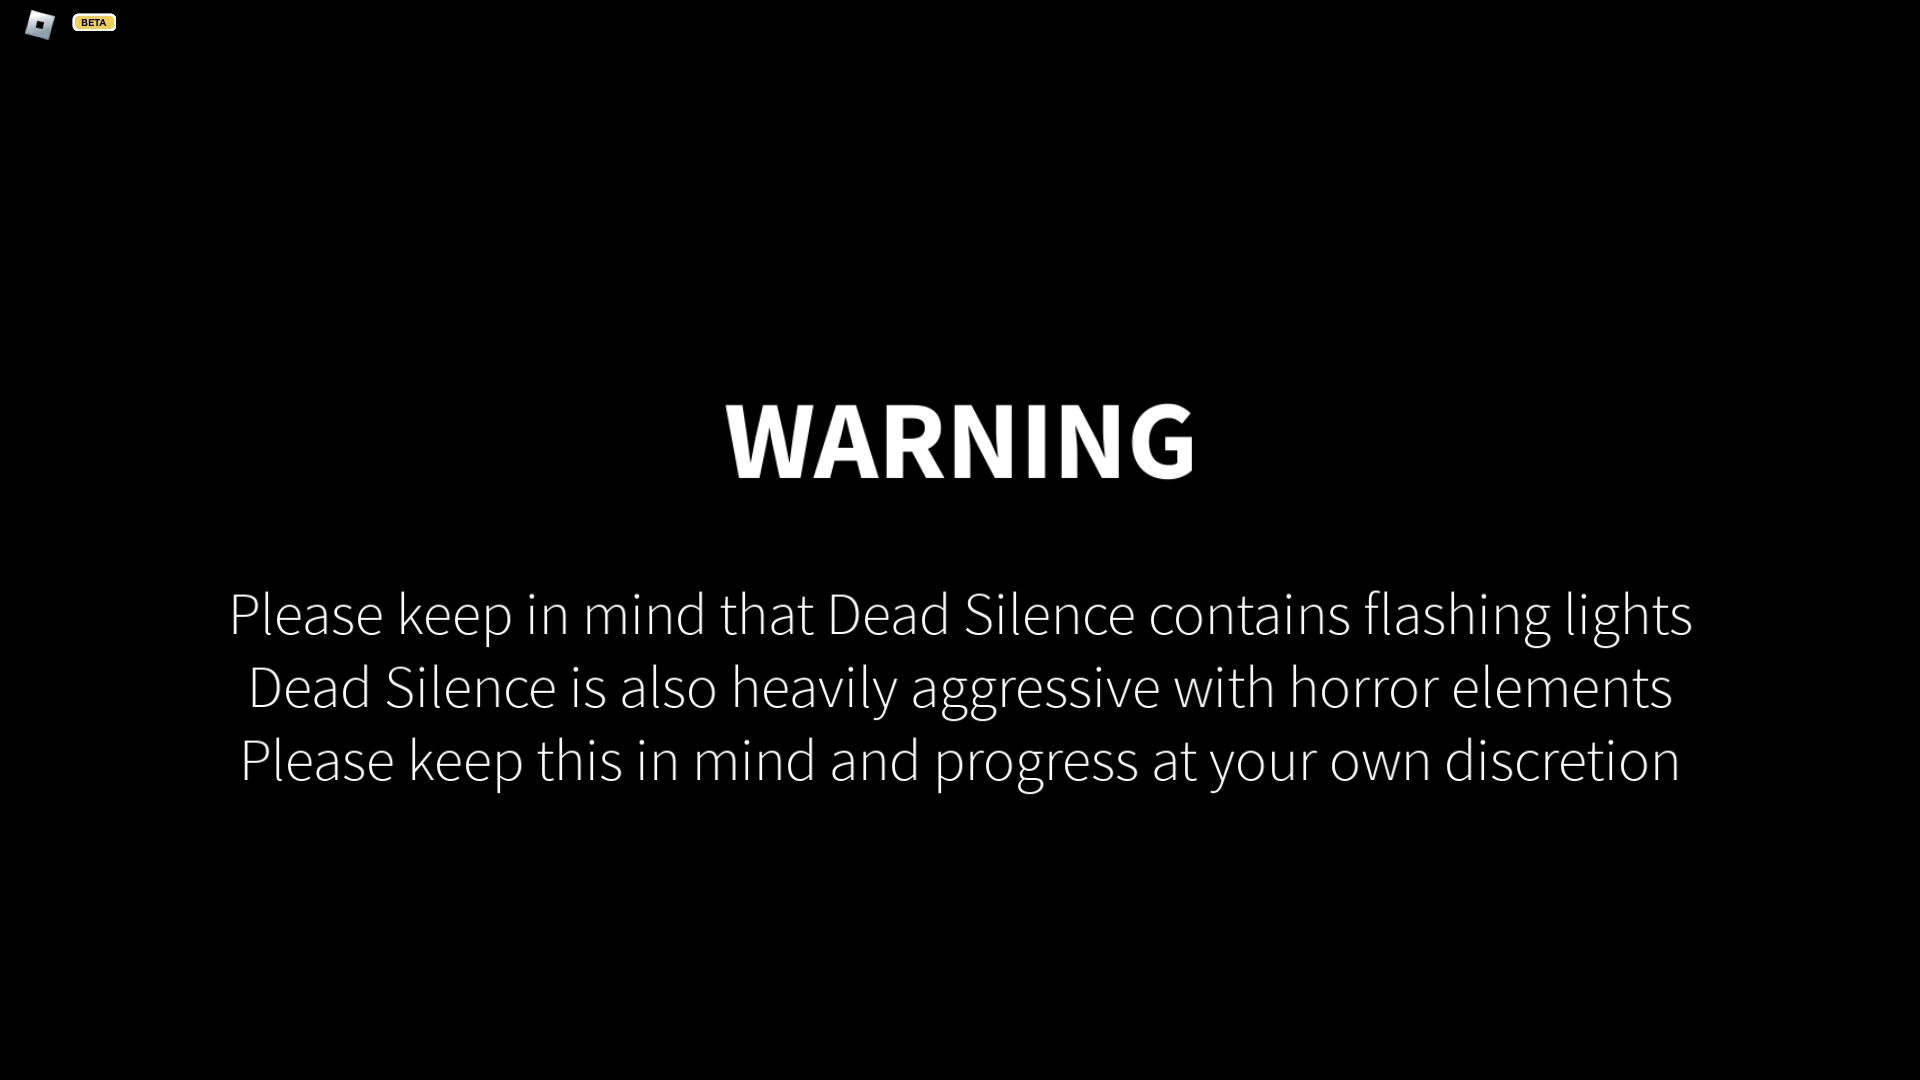 BETA
WARNING
Please keep in mind that Dead Silence contains flashing lights
Dead Silence is also heavily aggressive with horror elements
Please keep this in mind and progress at your own discretion